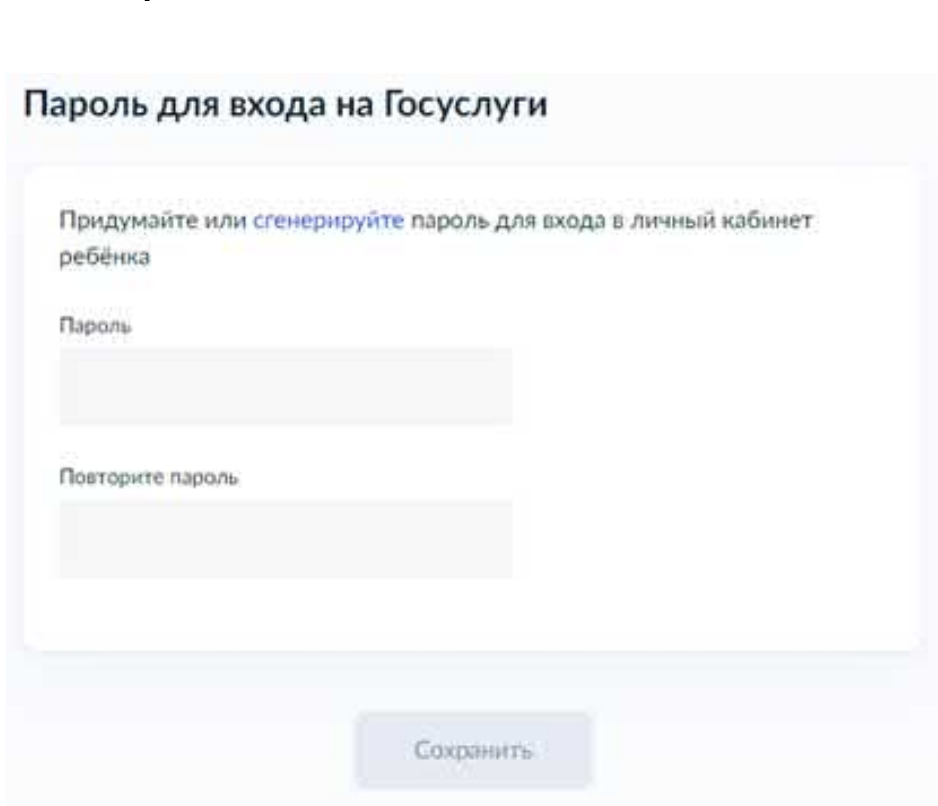 Пароль для входа на Госуслуги
Придумайте или сгенерируйте пароль для входа в личный кабинет
ребёнка
Пароль
Повторите пароль
Сохранить